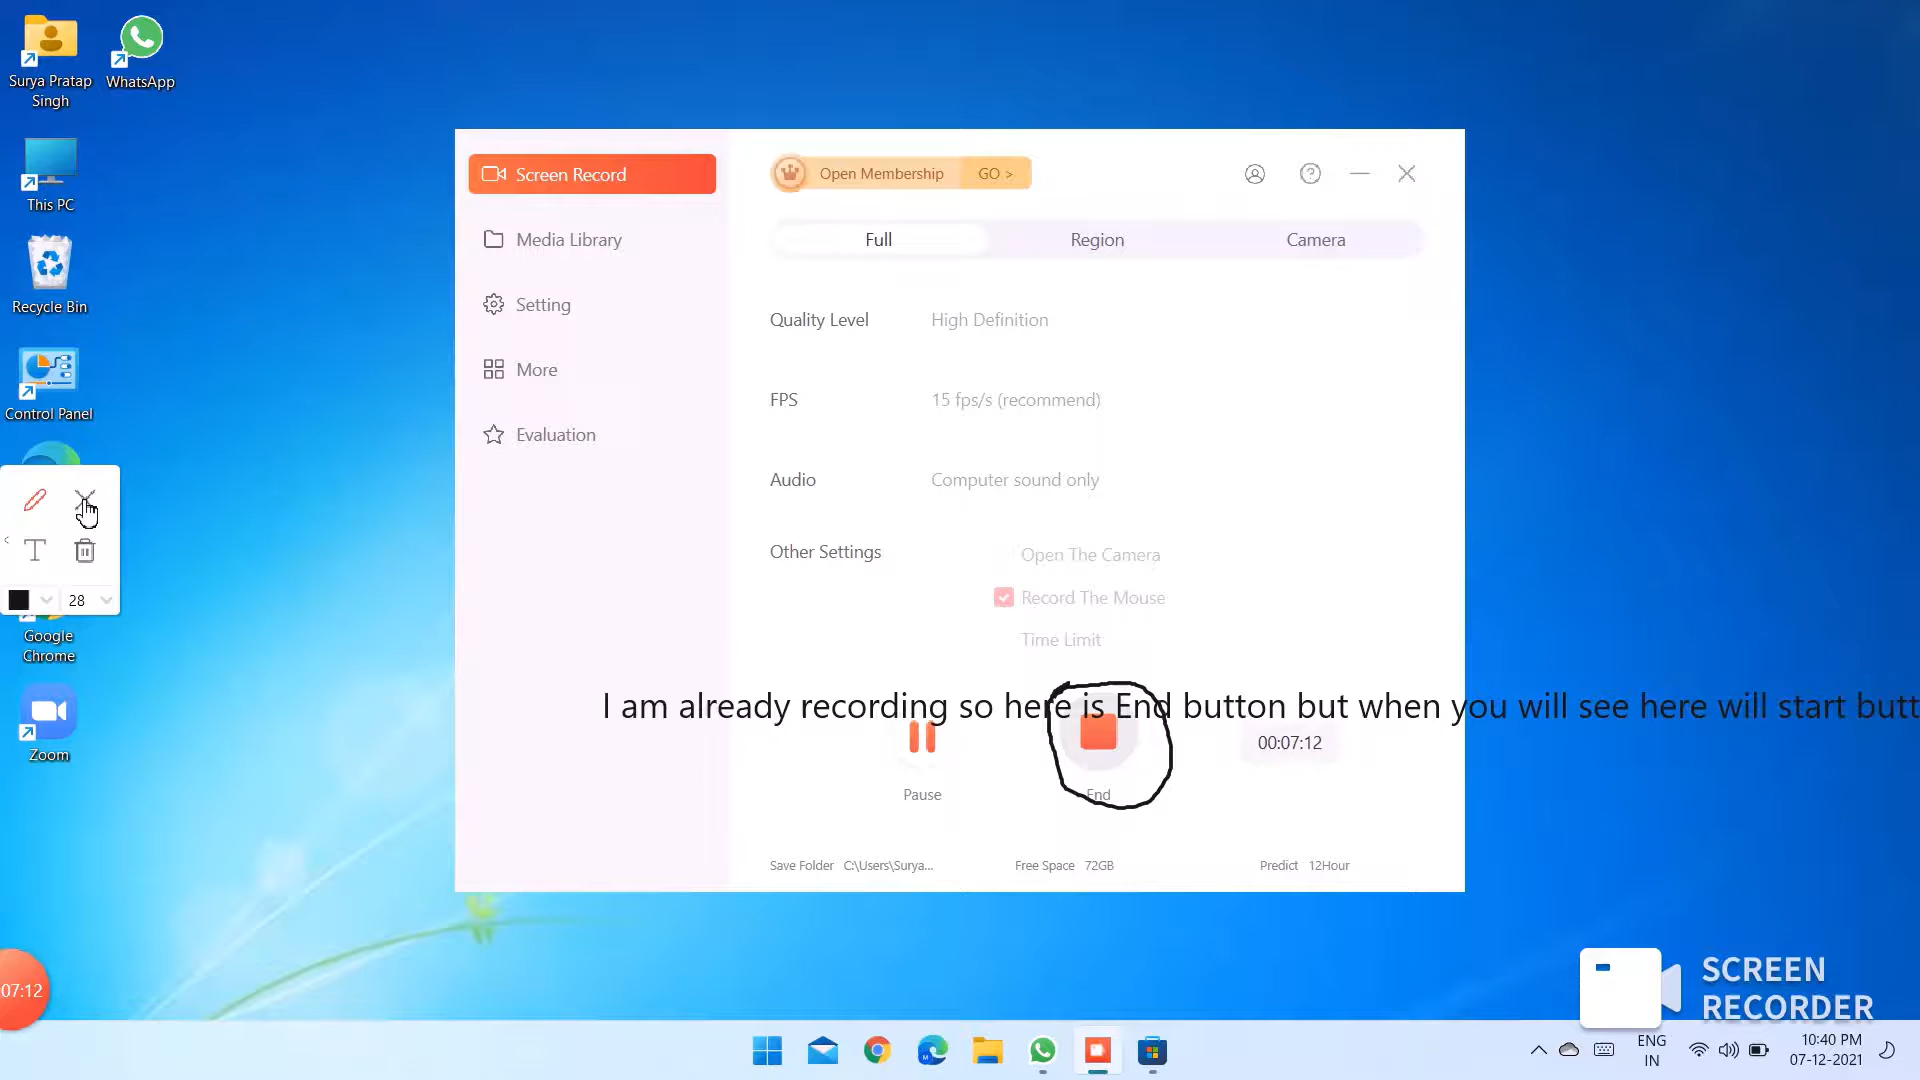 Surya Pratap
Singh
WhatsApp
This PC
Recycle Bin
Control Panel
T
28
Google
Chrome
Zoom
07:12
Screen Record
Media Library
Setting
More
Evaluation
Open Membership GO >
Full Region Camera
Quality Level High Definition
FPS 15 fps/s (recommend)
Audio Computer sound only
Other Settings Open The Camera
Record The Mouse
Time Limit
I am already recording so here is End button but when you will see here will start butt
00:07:12
Pause End
Save Folder C:\Users\Surya... Free Space 72GB Predict 12Hour
SCREEN
RECORDER
ENG
IN
10:40 PM
07-12-2021